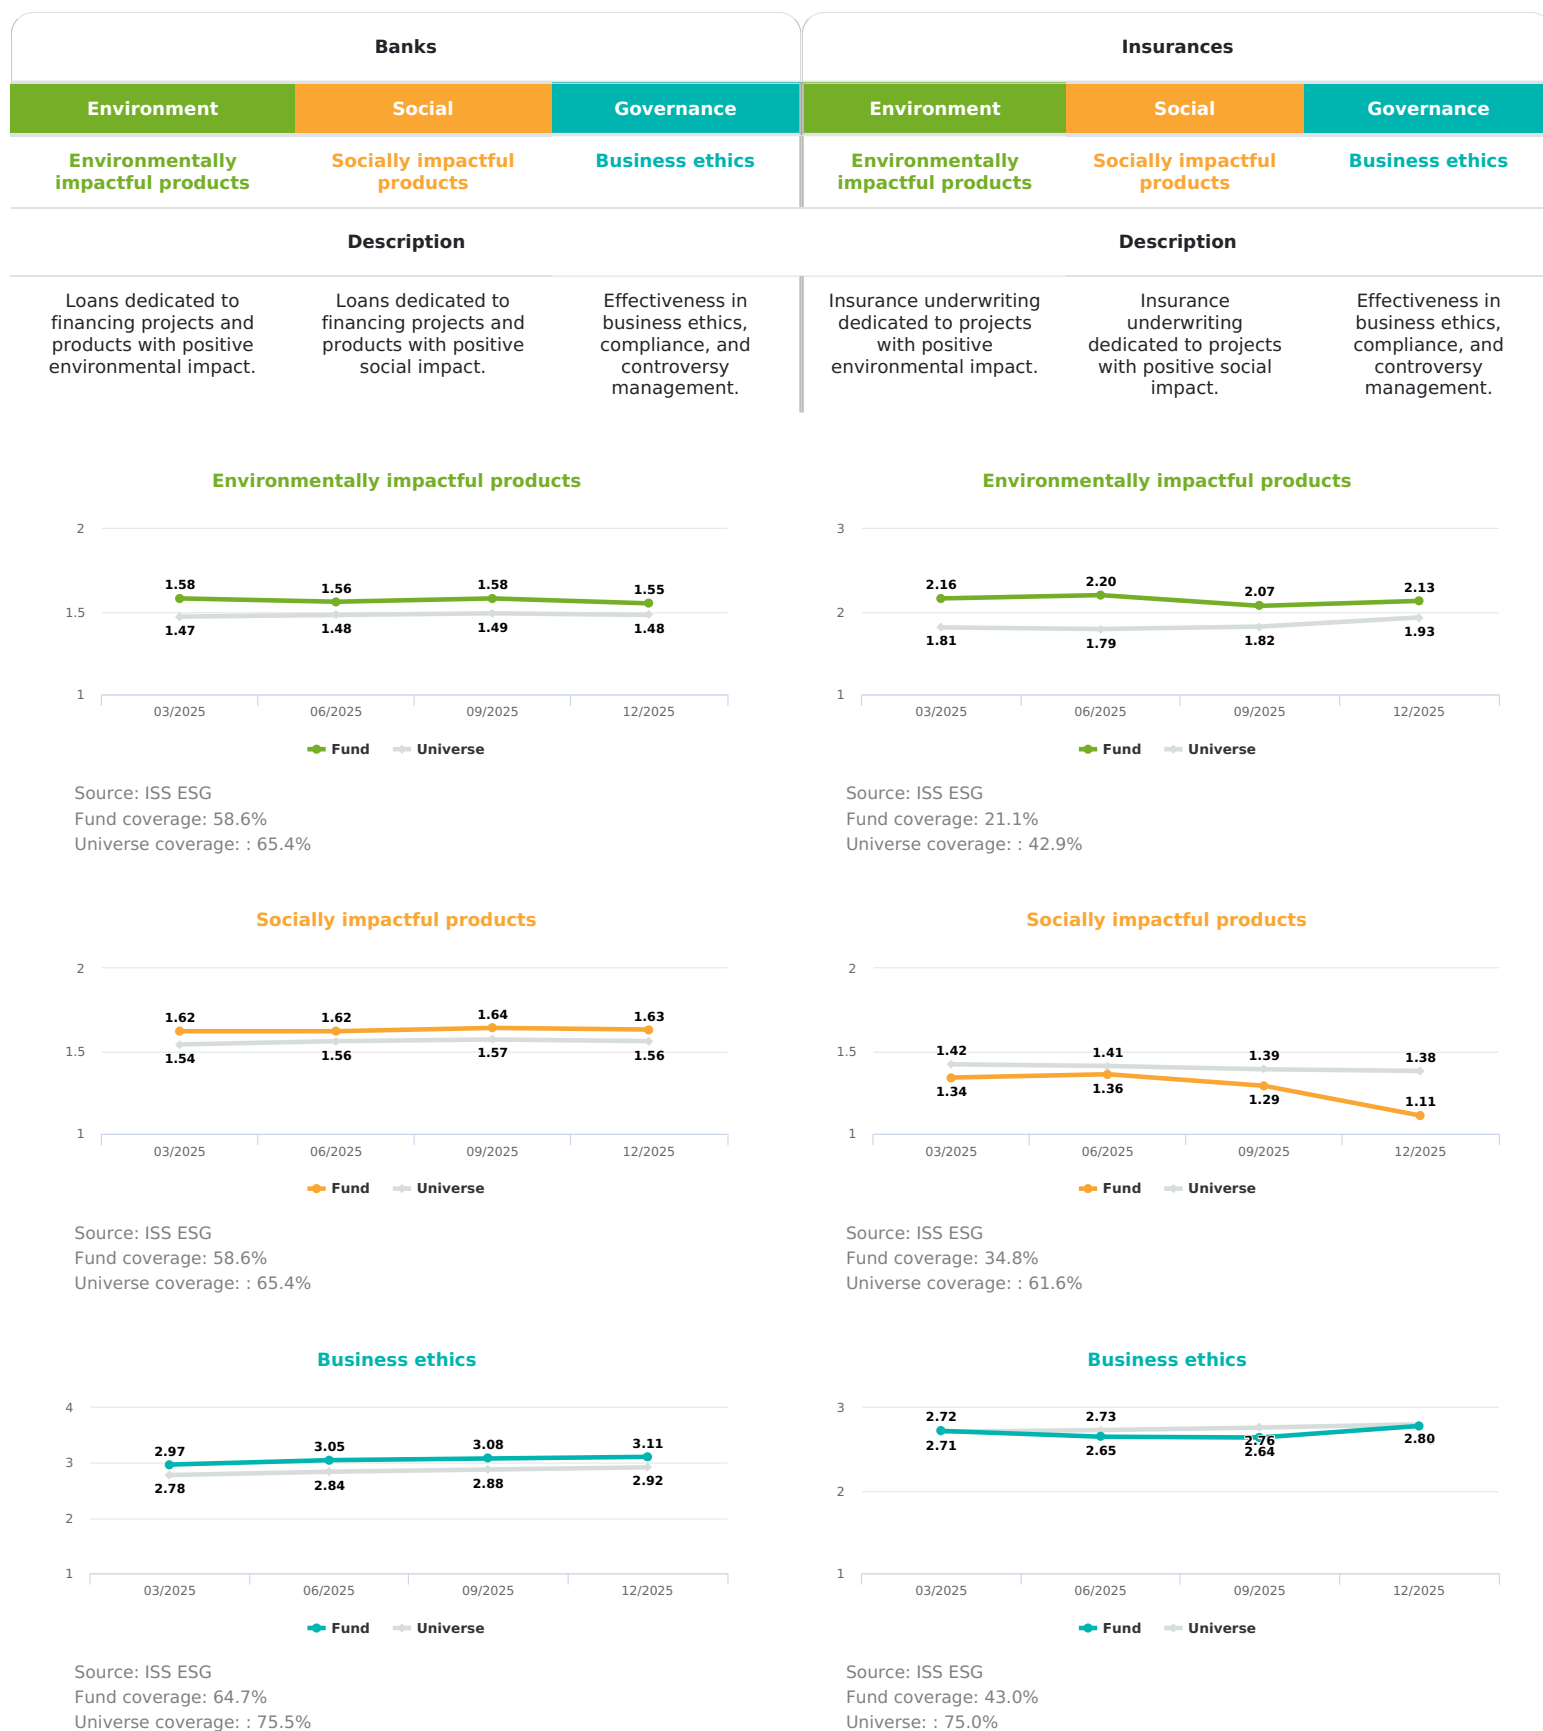 Banks
Insurances
Environment
Social
Governance
Environment
Social
Governance
Environmentally
impactful products
Socially impactful
products
Business ethics
Environmentally
impactful products
Socially impactful
products
Business ethics
Description
Description
Loans dedicated to
financing projects and
products with positive
environmental impact.
Loans dedicated to
financing projects and
products with positive
social impact.
Effectiveness in
business ethics,
compliance, and
controversy
management.
Insurance underwriting
dedicated to projects
with positive
environmental impact.
Insurance
underwriting
dedicated to projects
with positive social
impact.
Effectiveness in
business ethics,
compliance, and
controversy
management.
Environmentally impactful products
2
1.58 1.56 1.58 1.55
1.5
1.47 1.48 1.49 1.48
1
03/2025 06/2025 09/2025 12/2025
Fund Universe
Source: ISS ESG
Fund coverage: 58.6%
Universe coverage: : 65.4%
Environmentally impactful products
3
2.16 2.20 2.07 2.13
2
1.81 1.79 1.82 1.93
1
03/2025 06/2025 09/2025 12/2025
Fund Universe
Source: ISS ESG
Fund coverage: 21.1%
Universe coverage: : 42.9%
Socially impactful products
2
1.62 1.62 1.64 1.63
1.5
1.54 1.56 1.57 1.56
1
03/2025 06/2025 09/2025 12/2025
Fund Universe
Source: ISS ESG
Fund coverage: 58.6%
Universe coverage: : 65.4%
Socially impactful products
2
1.5
1.42 1.41 1.39 1.38
1.34 1.36 1.29 1.11
1
03/2025 06/2025 09/2025 12/2025
Fund Universe
Source: ISS ESG
Fund coverage: 34.8%
Universe coverage: : 61.6%
Business ethics
4
2.97 3.05 3.08 3.11
3
2.78 2.84 2.88 2.92
2
1
03/2025 06/2025 09/2025 12/2025
Fund Universe
Source: ISS ESG
Fund coverage: 64.7%
Universe coverage: : 75.5%
Business ethics
3
2.72 2.73 2.76 2.80
2.71 2.65 2.64
2
1
03/2025 06/2025 09/2025 12/2025
Fund Universe
Source: ISS ESG
Fund coverage: 43.0%
Universe: : 75.0%